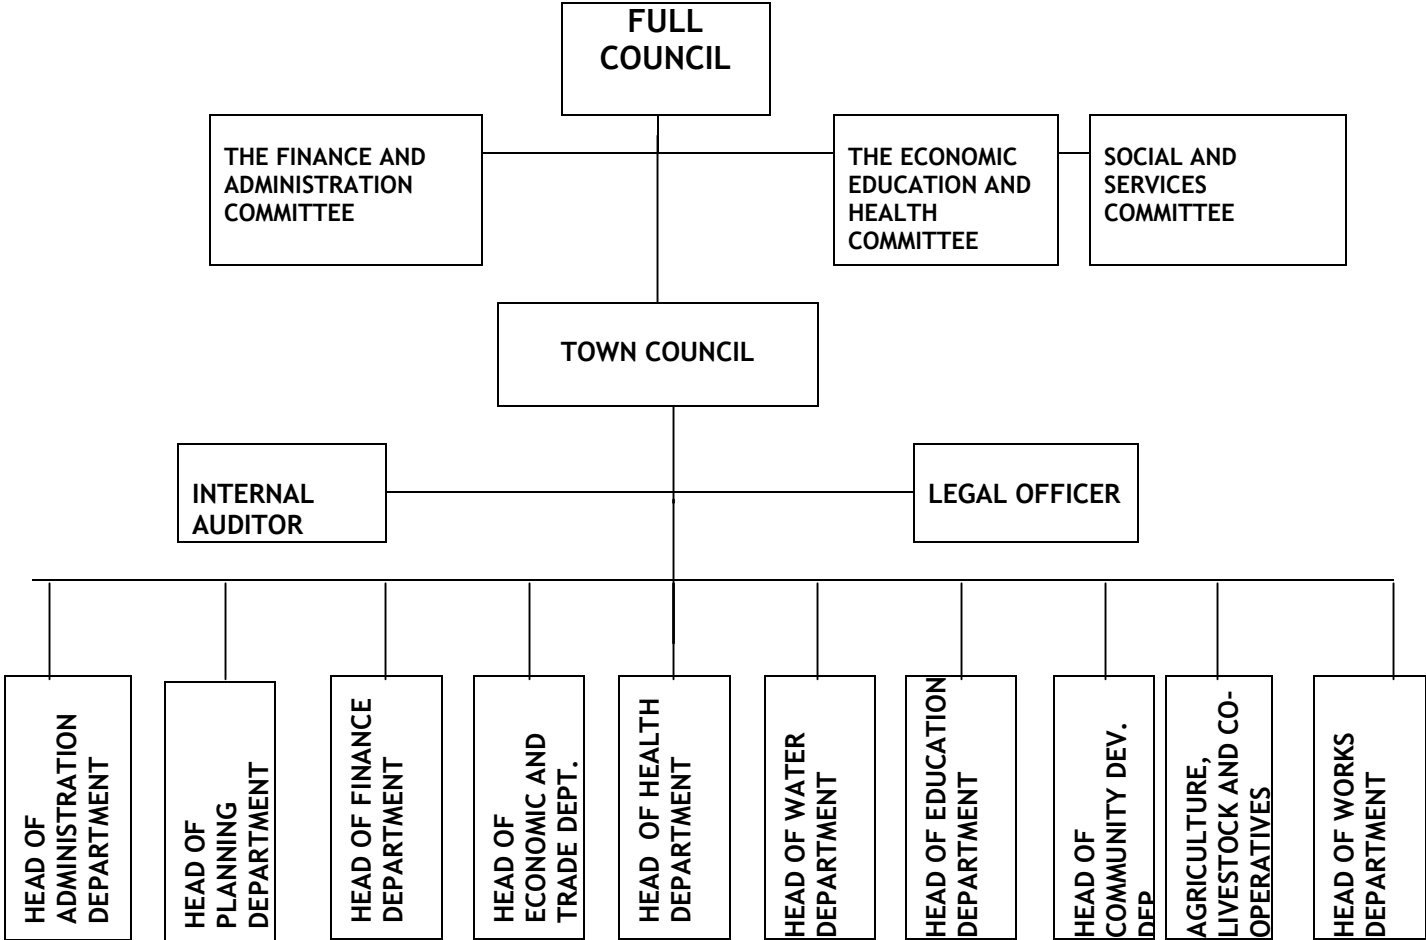 FULL
COUNCIL
THE FINANCE AND
ADMINISTRATION
COMMITTEE
THE ECONOMIC
EDUCATION AND
HEALTH
COMMITTEE
SOCIAL AND
SERVICES
COMMITTEE
TOWN COUNCIL
INTERNAL
AUDITOR
LEGAL OFFICER
HEAD OF
ADMINISTRATION
DEPARTMENT
HEAD OF
PLANNING
DEPARTMENT
HEAD OF FINANCE
DEPARTMENT
HEAD OF
ECONOMIC AND
TRADE DEPT.
HEAD OF HEALTH
DEPARTMENT
HEAD OF WATER
DEPARTMENT
HEAD OF EDUCATION
DEPARTMENT
HEAD OF
COMMUNITY DEV.
DEP
AGRICULTURE,
LIVESTOCK AND CO-
OPERATIVES
HEAD OF WORKS
DEPARTMENT